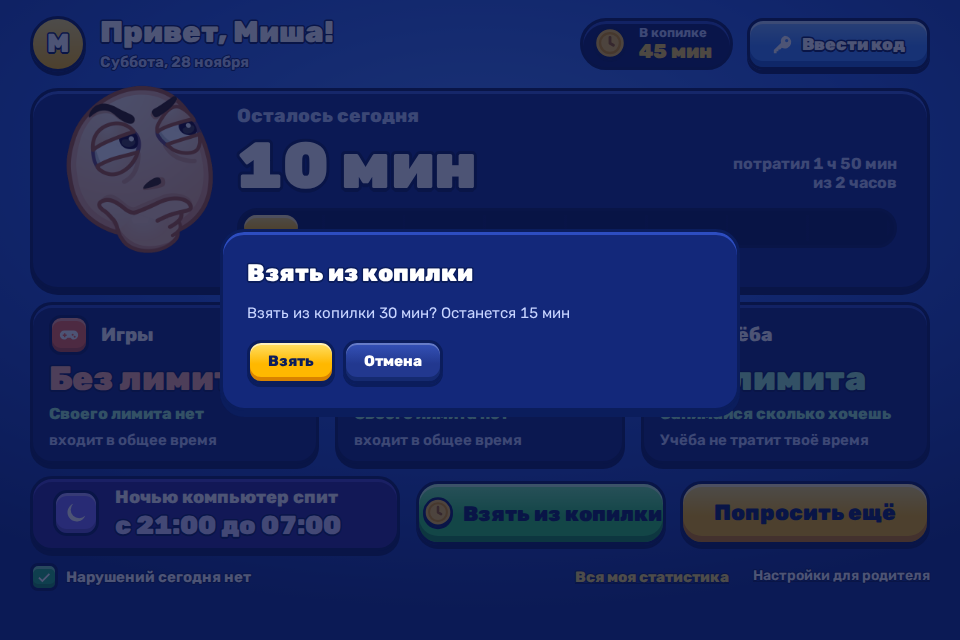 М
Привет, Миша!
Суббота, 28 ноября
В копилке
45 мин
Ввести код
Осталось сегодня
10 мин
потратил 1 ч 50 мин
из 2 часов
Взять из копилки
Взять из копилки 30 мин? Останется 15 мин
Взять
Отмена
Игры
Без лимит
Своего лимита нет
входит в общее время
входит в общее время
ёба
лимита
сколько хочешь
Учёба не тратит твоё время
Ночью компьютер спит
с 21:00 до 07:00
Взять из копилки
Попросить ещё
Нарушений сегодня нет
Вся моя статистика
Настройки для родителя